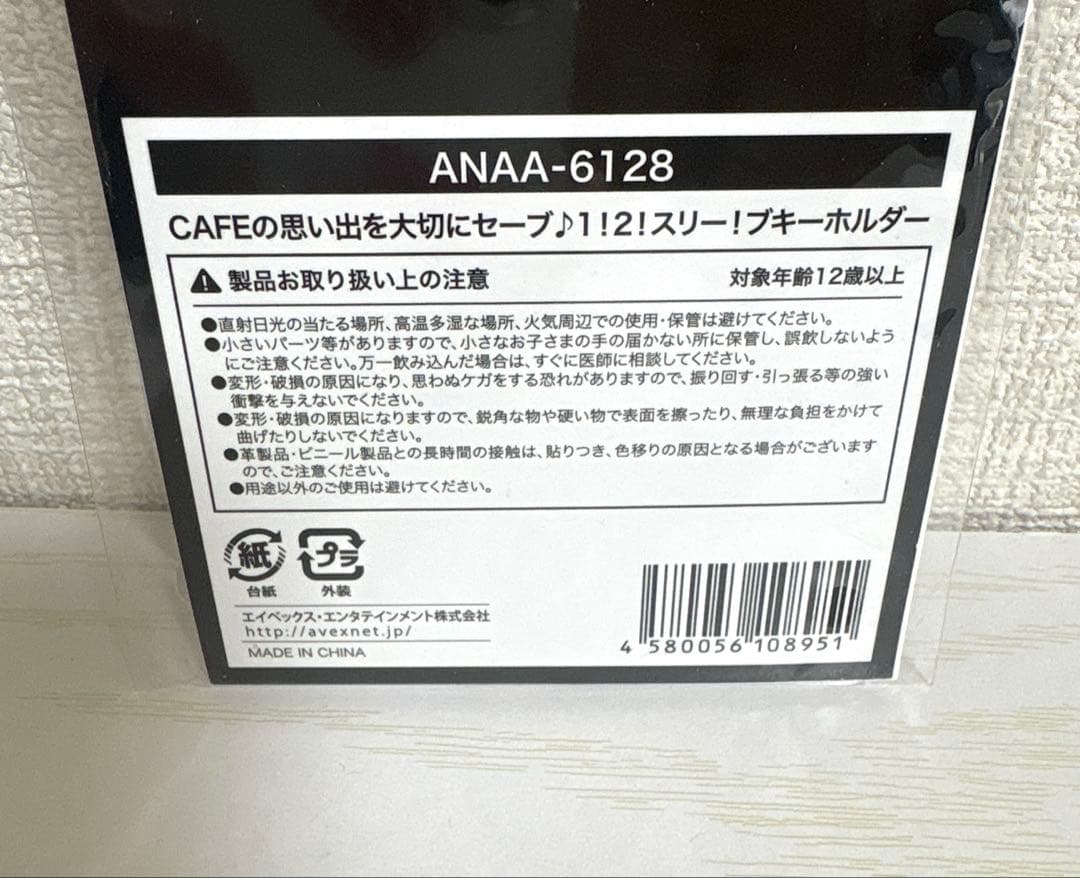 ANAA-6128
CAFEの思い出を大切にセーブ♪1!2!スリー!ブキーホルダー
製品お取り扱い上の注意 対象年齢12歳以上
●直射日光の当たる場所、高温多湿な場所、火気周辺での使用・保管は避けてください。
●小さいパーツ等がありますので、小さなお子さまの手の届かない所に保管し、誤飲しないよう
にご注意ください。万一飲み込んだ場合は、すぐに医師に相談してください。
●変形・破損の原因になり、思わぬケガをする恐れがありますので、振り回す・引っ張る等の強い
衝撃を与えないでください。
●変形・破損の原因になりますので、鋭角な物や硬い物で表面を擦ったり、無理な負担をかけて
曲げたりしないでください。
●革製品・ビニール製品との長時間の接触は、貼りつき、色移りの原因となる場合がございます
ので、ご注意ください。
●用途以外のご使用は避けてください。
紙 プラ
台紙 外装
エイベックス・エンタテインメント株式会社
http://avexnet.jp/
MADE IN CHINA
4 580056 108951